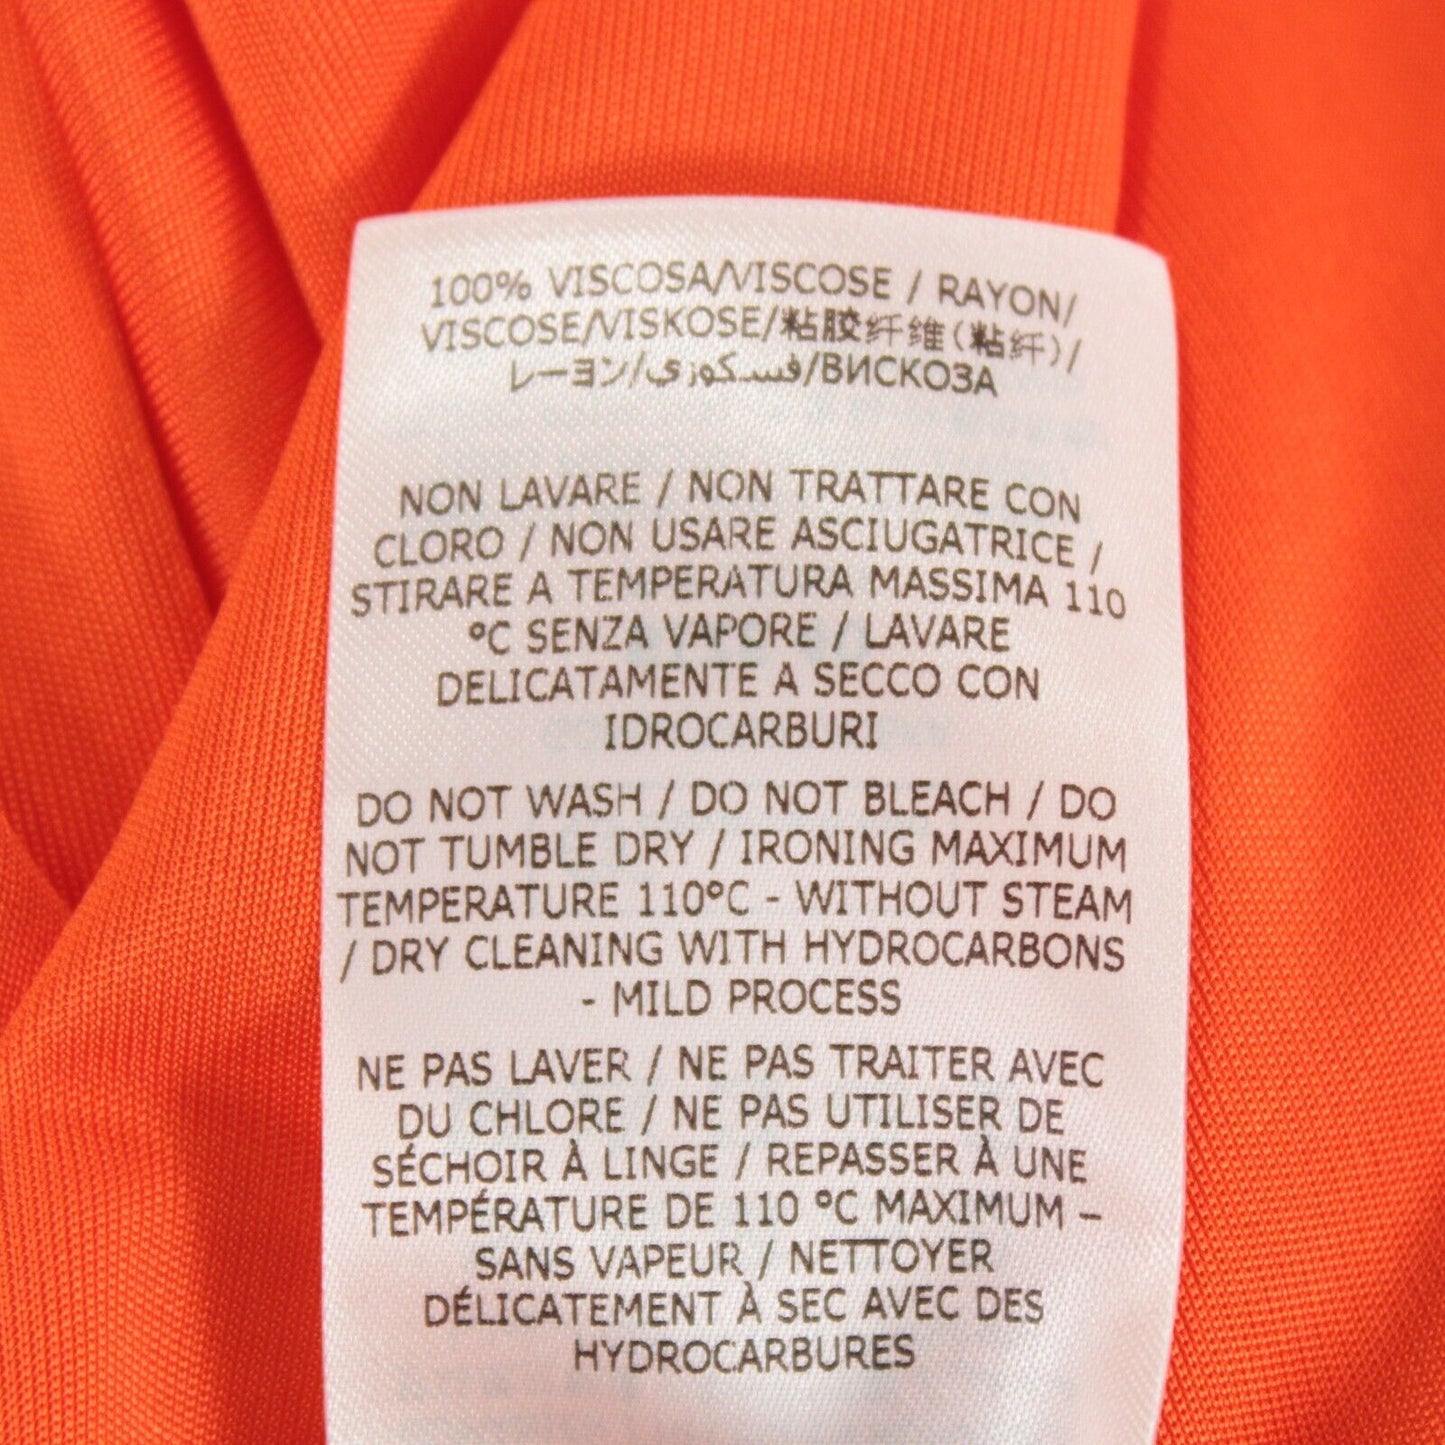 100% VISCOSA/VISCOSE / RAYON/
VISCOSE/VISKOSE/粘胶纤维(粘纤)/
レーヨン/فسكوزي/ВИСКОЗА
NON LAVARE / NON TRATTARE CON
CLORO / NON USARE ASCIUGATRICE /
STIRARE A TEMPERATURA MASSIMA 110
°C SENZA VAPORE / LAVARE
DELICATAMENTE A SECCO CON
IDROCARBURI
DO NOT WASH / DO NOT BLEACH / DO
NOT TUMBLE DRY / IRONING MAXIMUM
TEMPERATURE 110°C - WITHOUT STEAM
/ DRY CLEANING WITH HYDROCARBONS
- MILD PROCESS
NE PAS LAVER / NE PAS TRAITER AVEC
DU CHLORE / NE PAS UTILISER DE
SÉCHOIR À LINGE / REPASSER À UNE
TEMPÉRATURE DE 110 °C MAXIMUM –
SANS VAPEUR / NETTOYER
DÉLICATEMENT À SEC AVEC DES
HYDROCARBURES